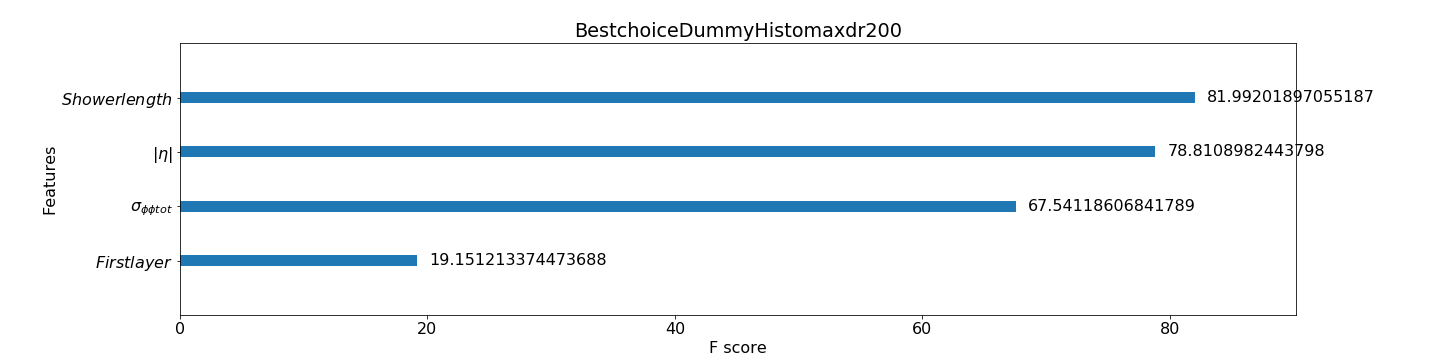 BestchoiceDummyHistomaxdr200
Features
Showerlength 81.99201897055187
|η| 78.8108982443798
σϕϕtot 67.54118606841789
Firstlayer 19.151213374473688
0 20 40 60 80
F score